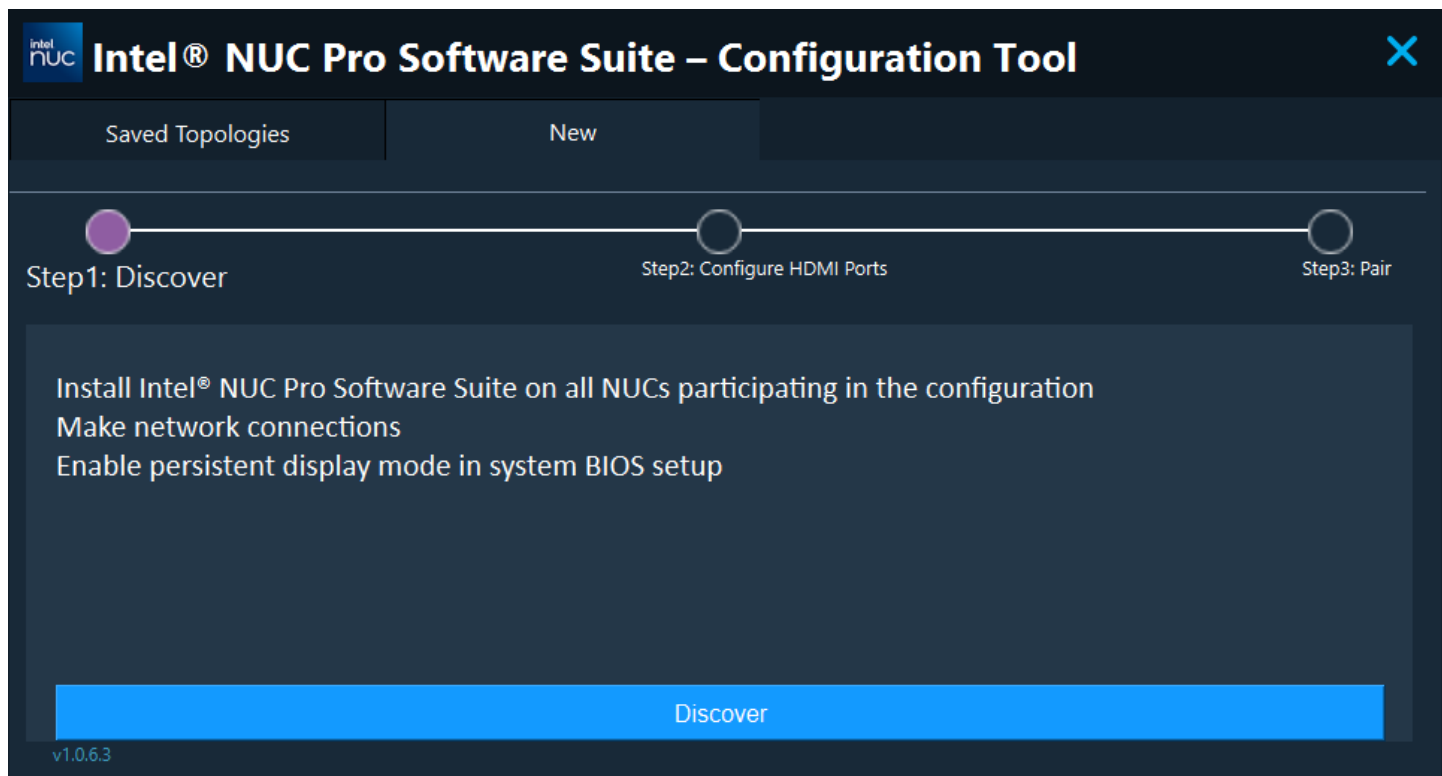 intel
nuc
Intel® NUC Pro Software Suite – Configuration Tool
Saved Topologies
New
Step1: Discover
Step2: Configure HDMI Ports
Step3: Pair
Install Intel® NUC Pro Software Suite on all NUCs participating in the configuration
Make network connections
Enable persistent display mode in system BIOS setup
Discover
v1.0.6.3